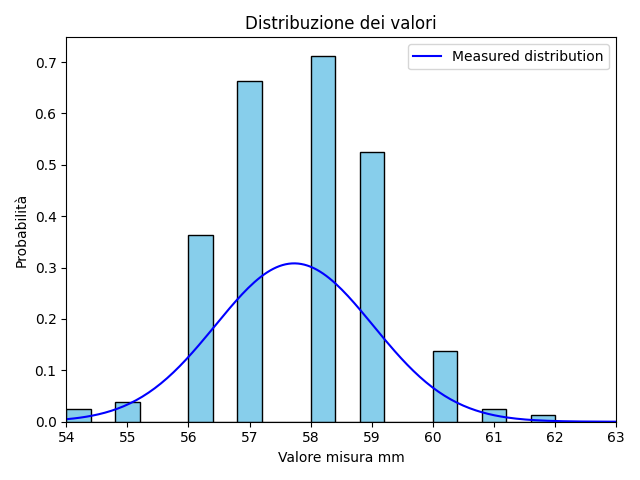 Distribuzione dei valori
Measured distribution
Probabilità
0.7
0.6
0.5
0.4
0.3
0.2
0.1
0.0
54 55 56 57 58 59 60 61 62 63
Valore misura mm